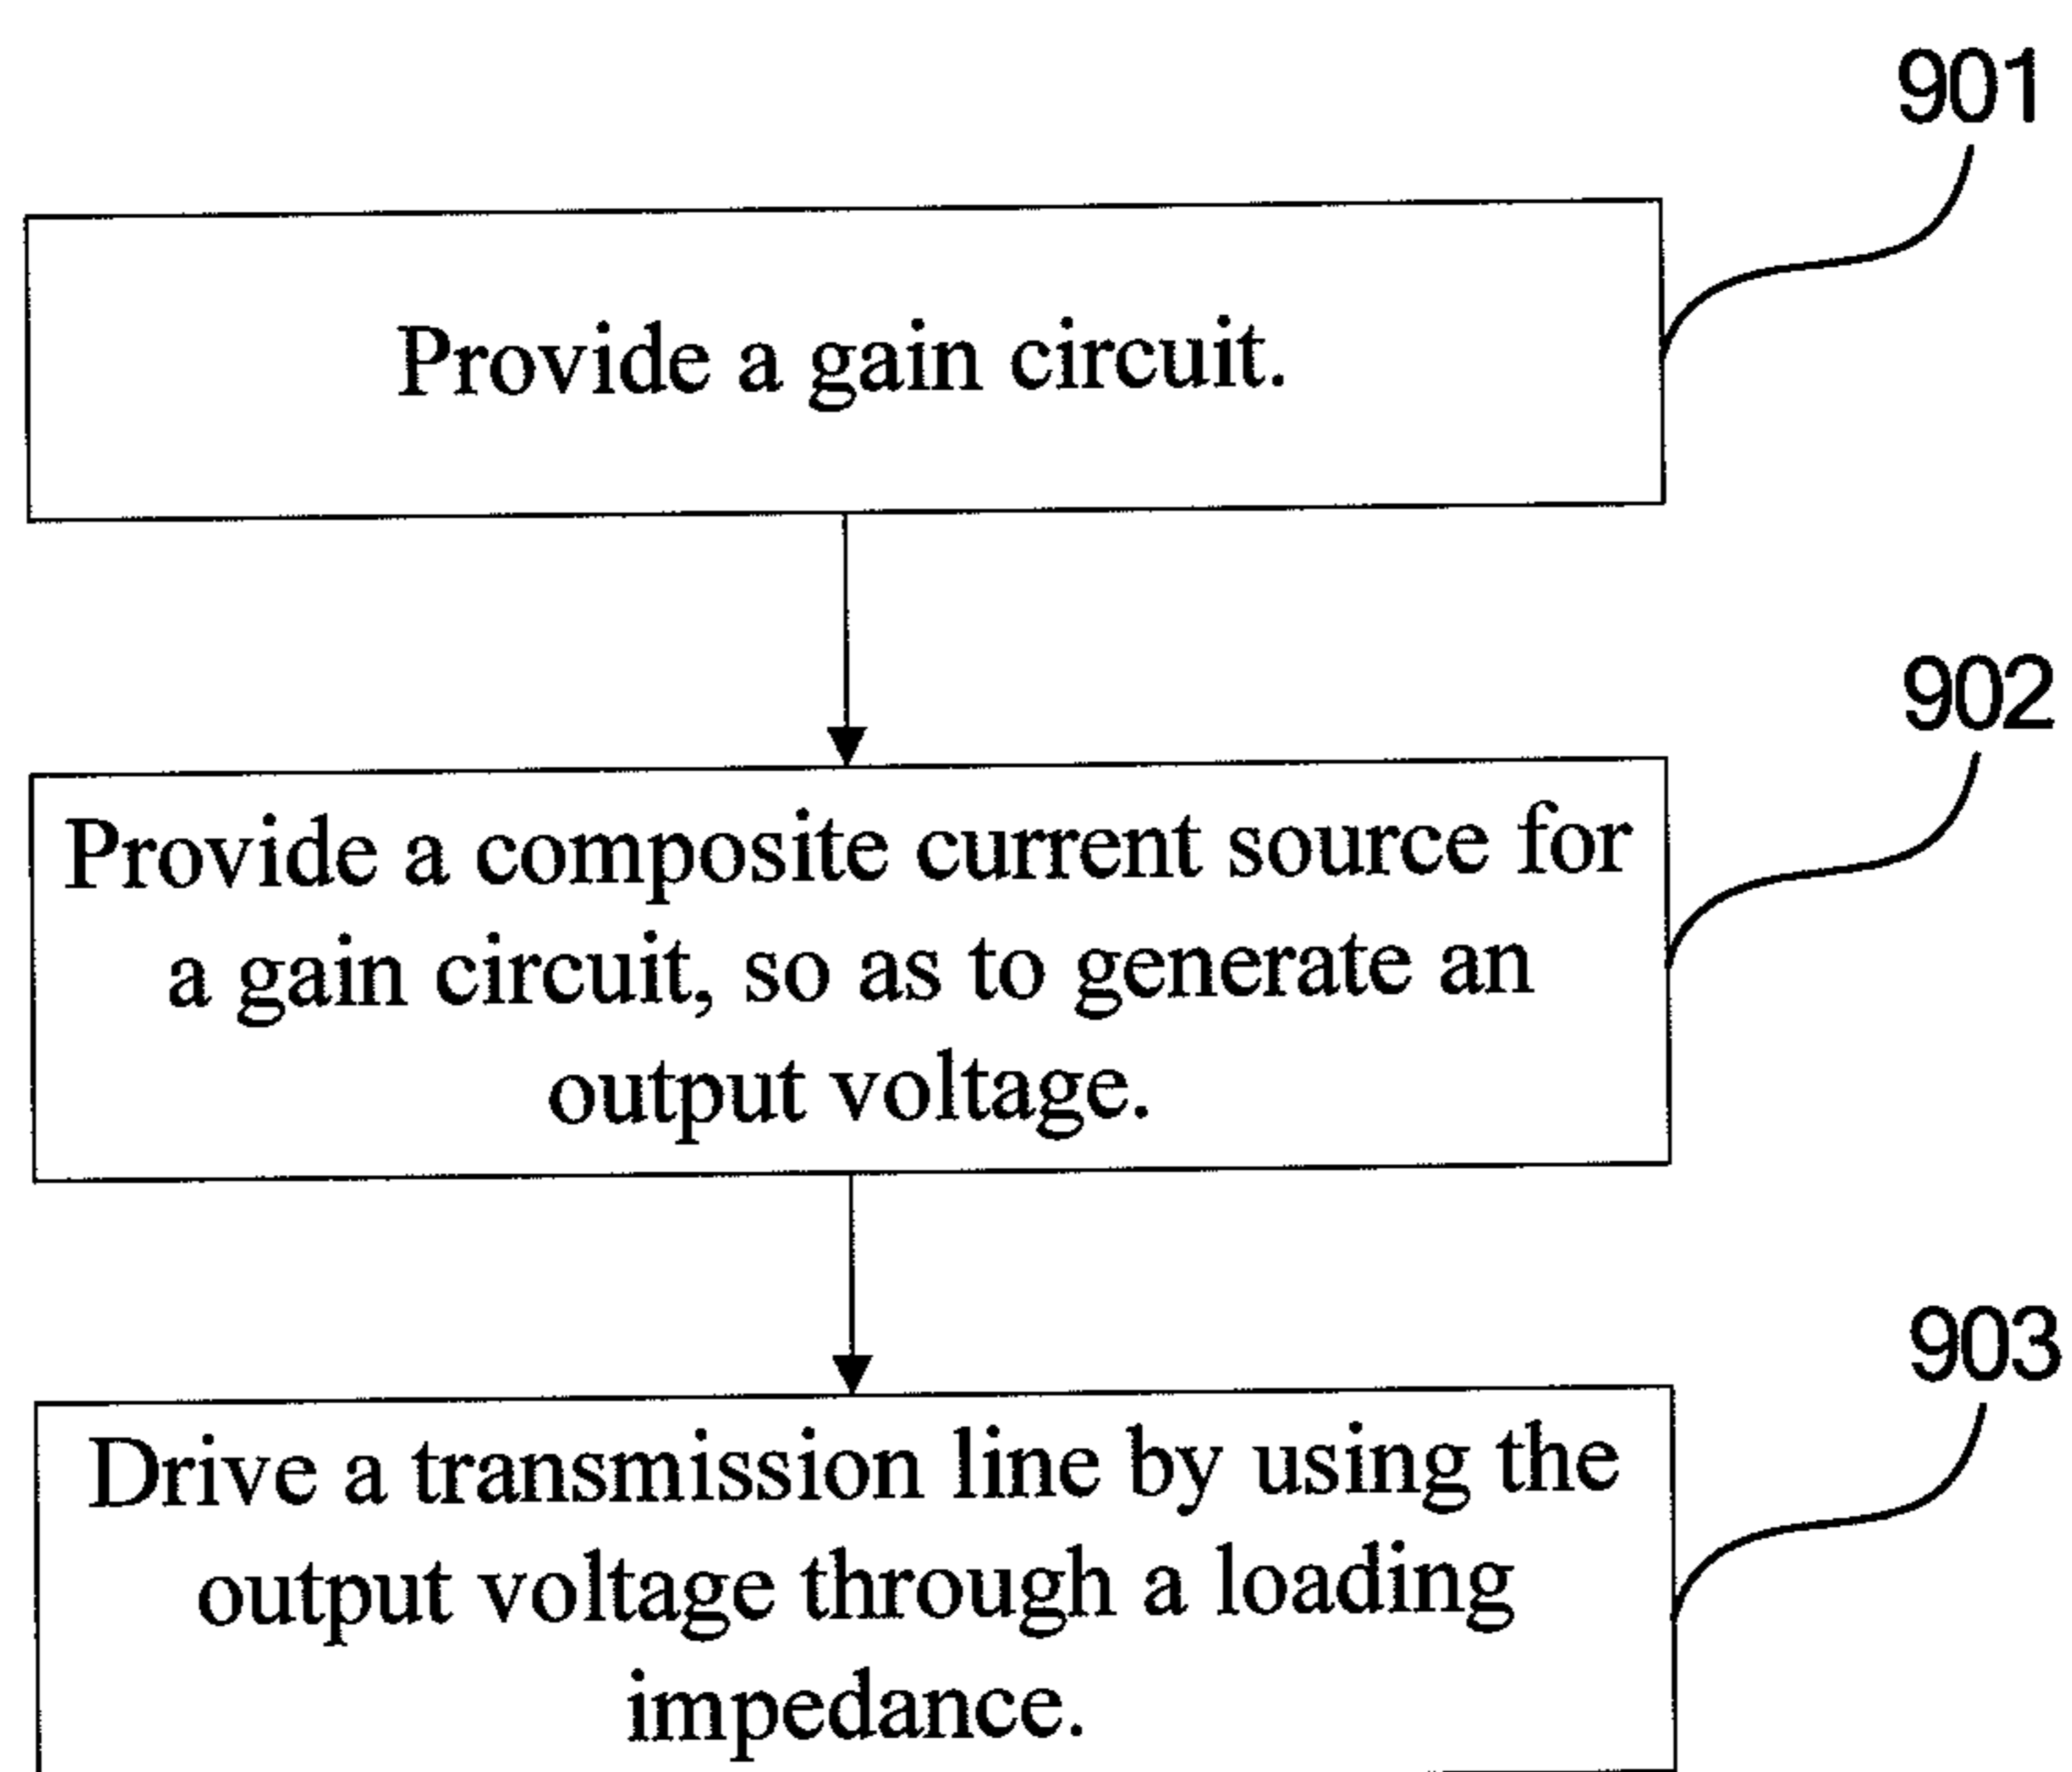 901
Provide a gain circuit.
902
Provide a composite current source for
a gain circuit, so as to generate an
output voltage.
903
Drive a transmission line by using the
output voltage through a loading
impedance.